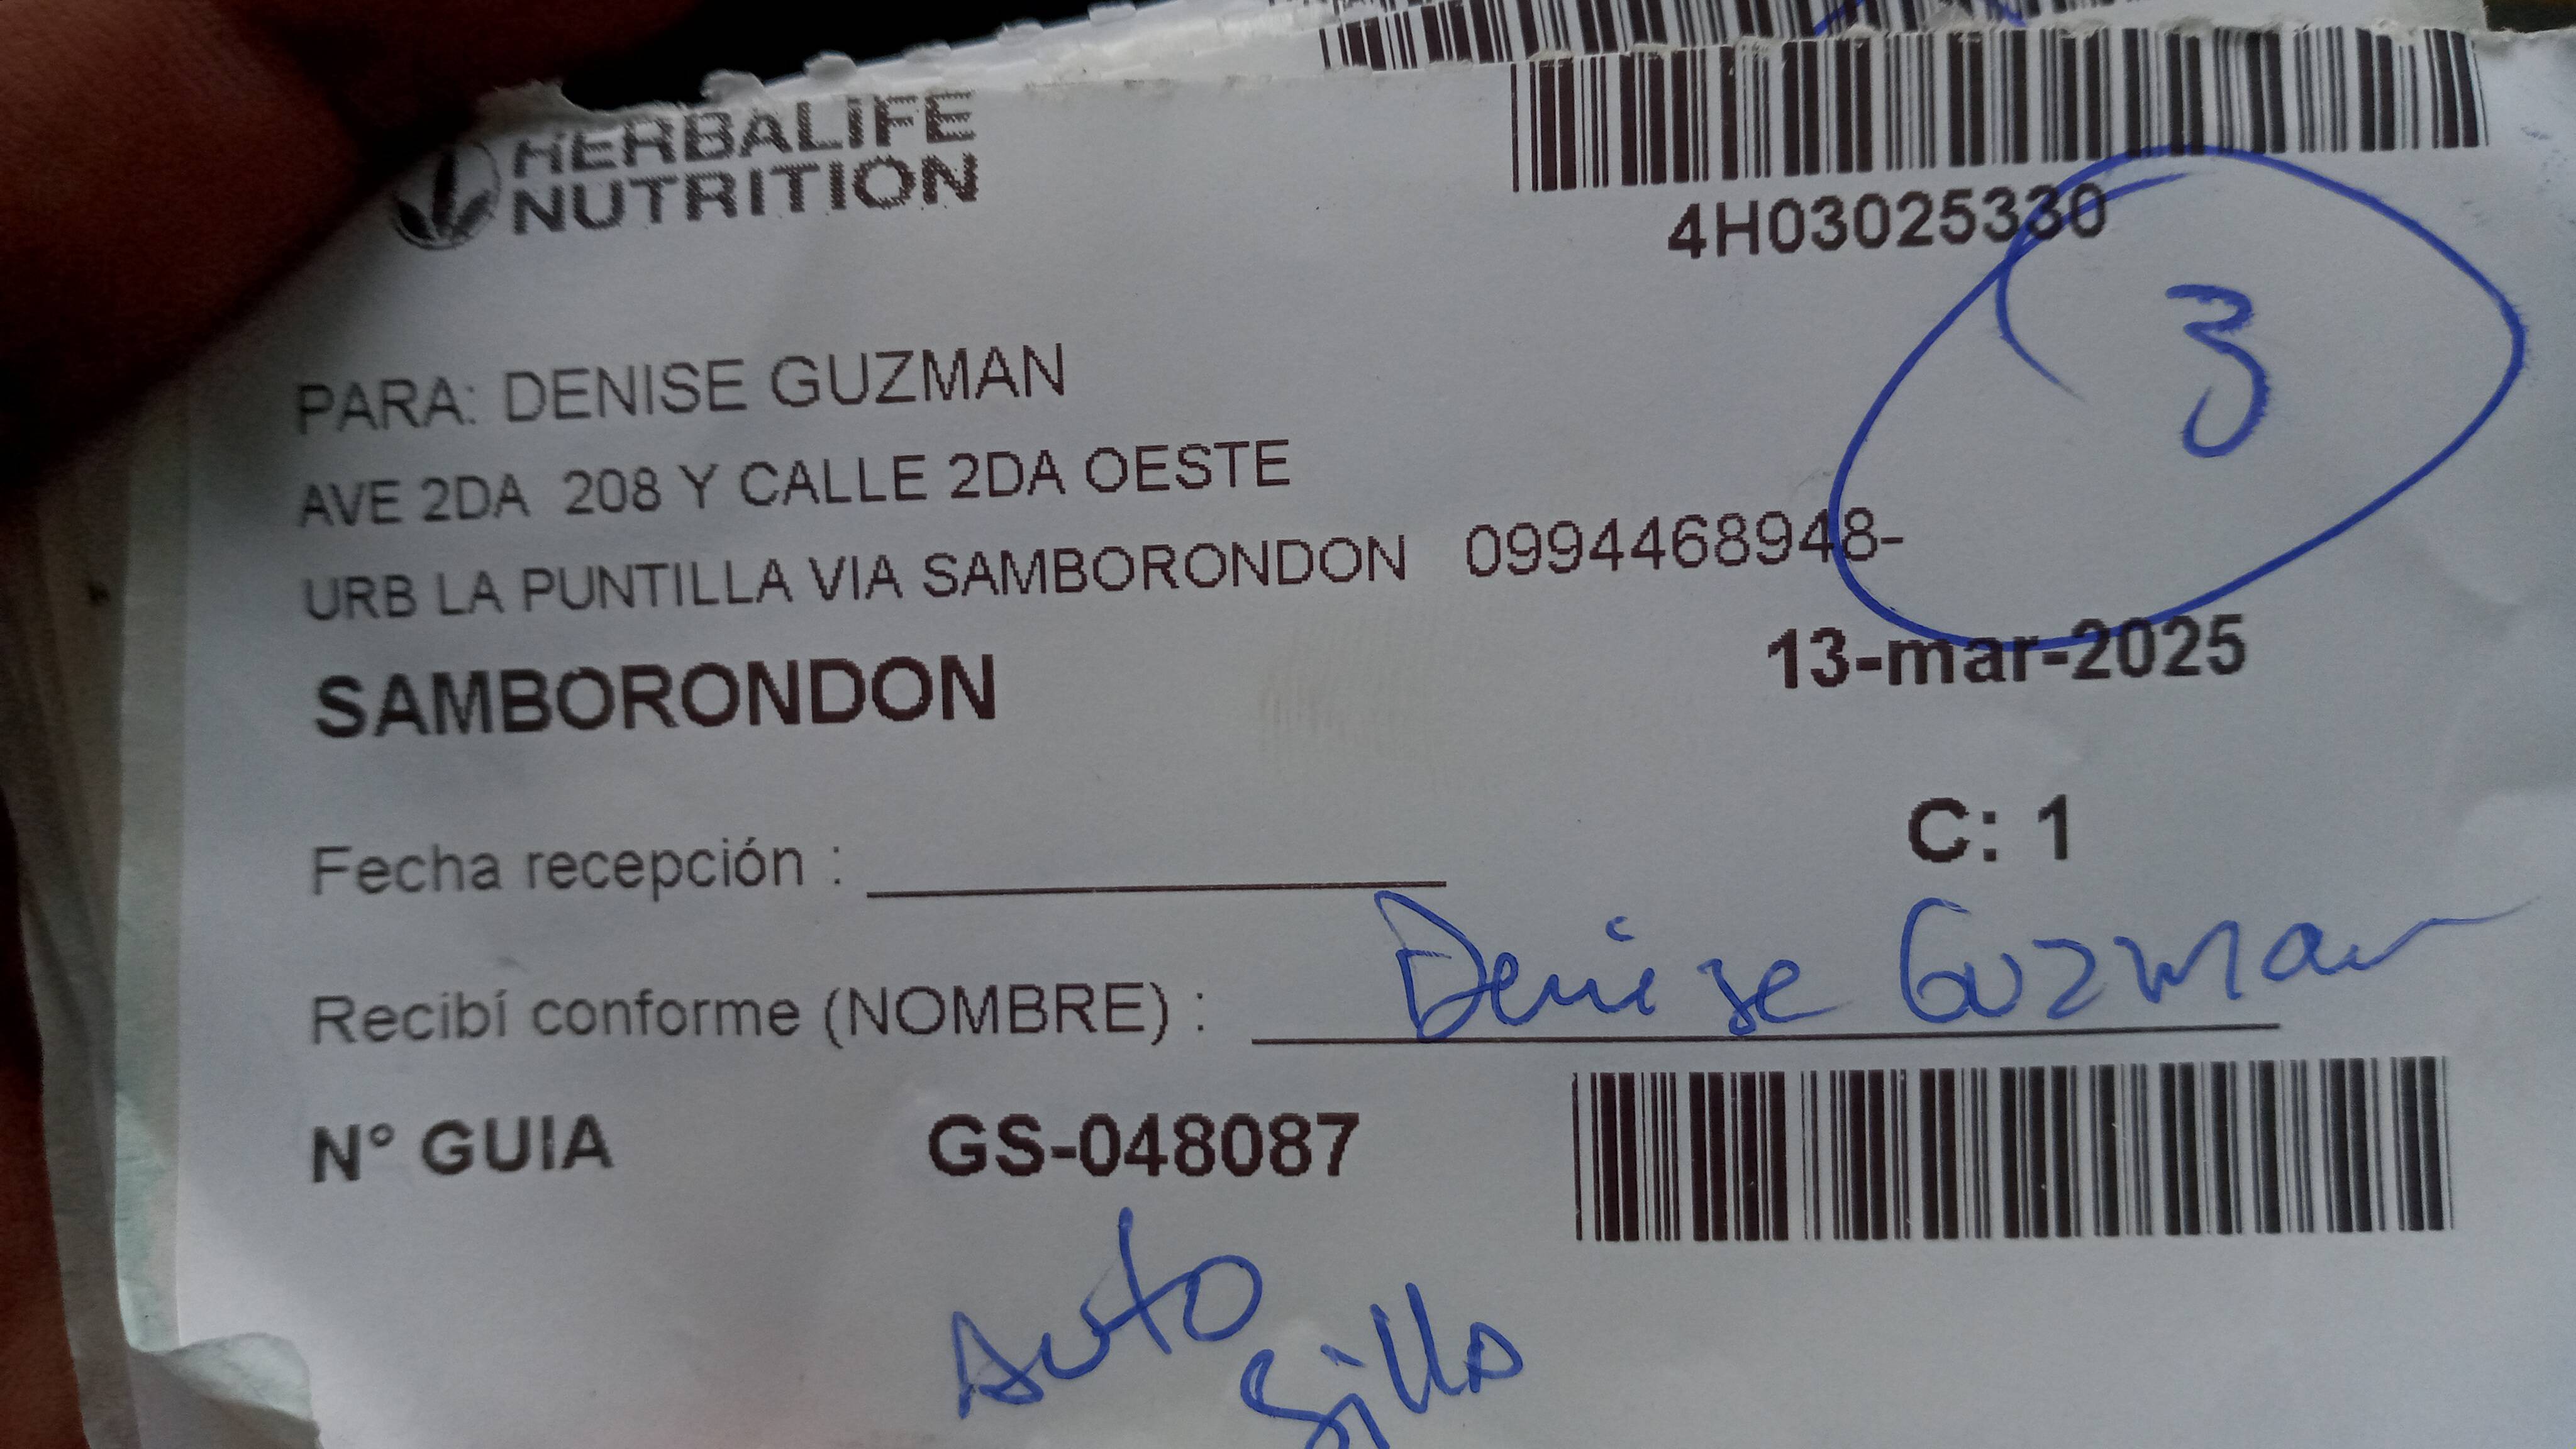 HERBALIFE
NUTRITION
4H03025330
3
PARA: DENISE GUZMAN
AVE 2DA 208 Y CALLE 2DA OESTE
URB LA PUNTILLA VIA SAMBORONDON 0994468948-
SAMBORONDON
13-mar-2025
C: 1
Fecha recepción :
Recibí conforme (NOMBRE) : Denise Guzman
N° GUIA GS-048087
Auto